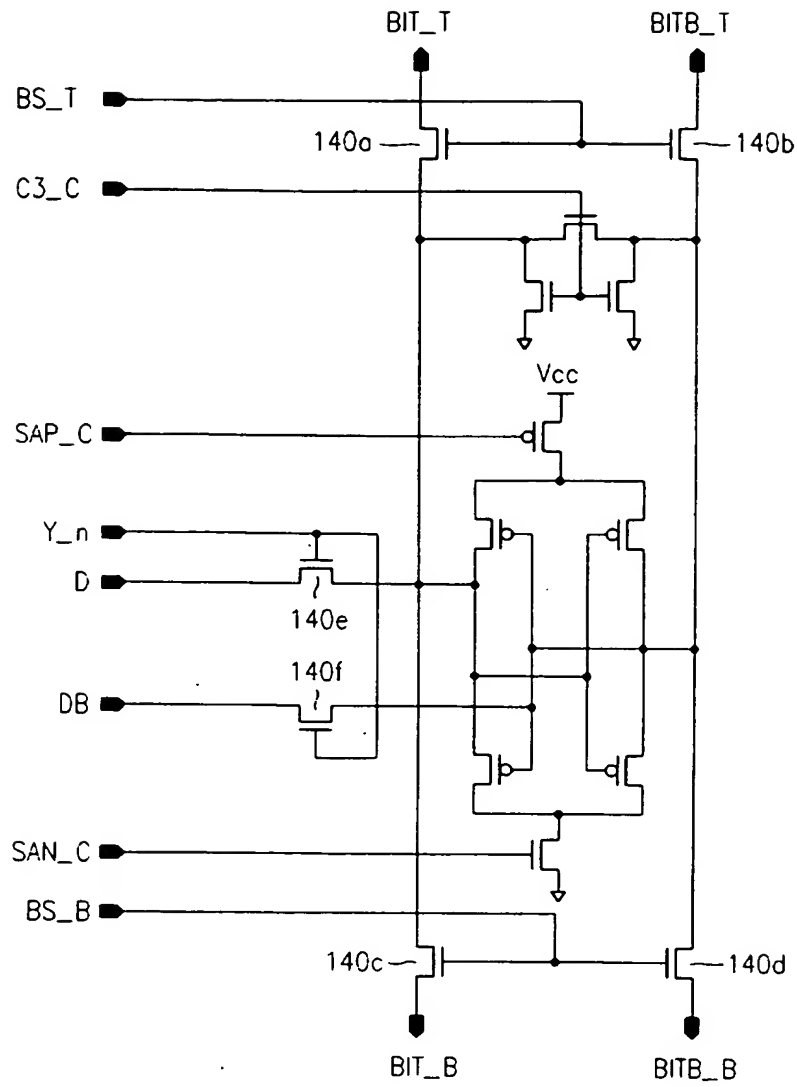 BIT_T
BITB_T
BS_T
140a
140b
C3_C
Vcc
SAP_C
Y_n
D
140e
140f
DB
SAN_C
BS_B
140c
140d
BIT_B
BITB_B